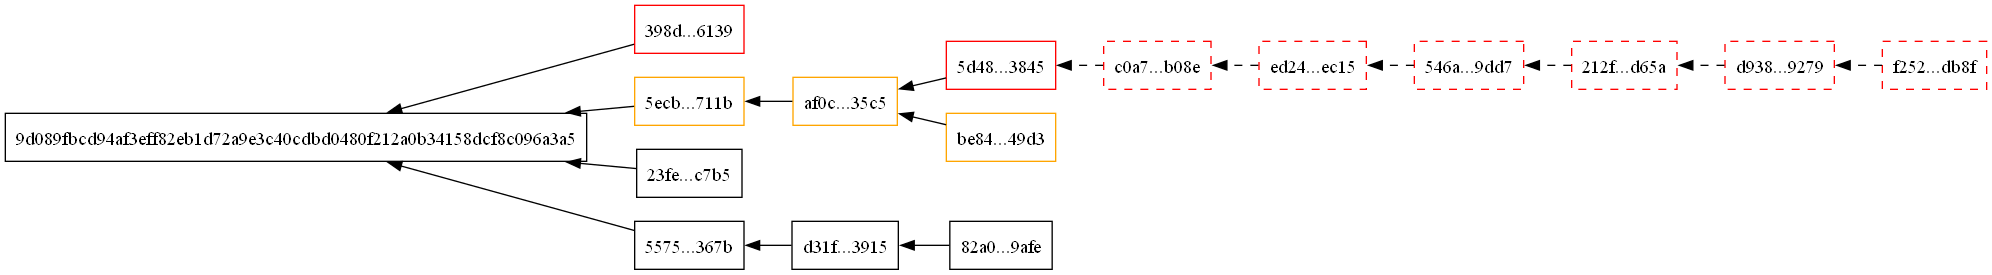 398d...6139
5d48...3845
c0a7...b08e
ed24...ec15
546a...9dd7
212f...d65a
d938...9279
f252...db8f
5ecb...711b
af0c...35c5
9d089fbcd94af3eff82eb1d72a9e3c40cdbd0480f212a0b34158dcf8c096a3a5
be84...49d3
23fe...c7b5
5575...367b
d31f...3915
82a0...9afe